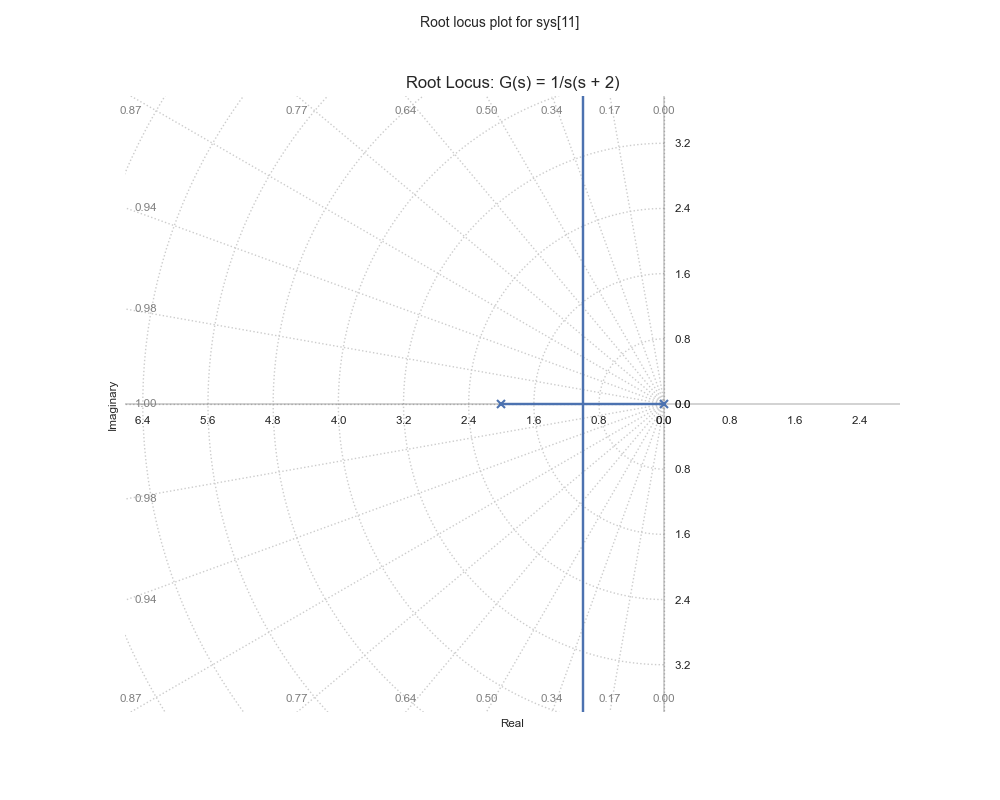 Root locus plot for sys[11]
Root Locus: G(s) = 1/s(s + 2)
0.87 0.77 0.64 0.50 0.34 0.17 0.00
3.2
0.94 2.4
1.6
0.98
0.8
Imaginary
1.00 0.0
6.4 5.6 4.8 4.0 3.2 2.4 1.6 0.8 0.0 0.8 1.6 2.4
0.8
0.98
1.6
0.94 2.4
3.2
0.87 0.77 0.64 0.50 0.34 0.17 0.00
Real